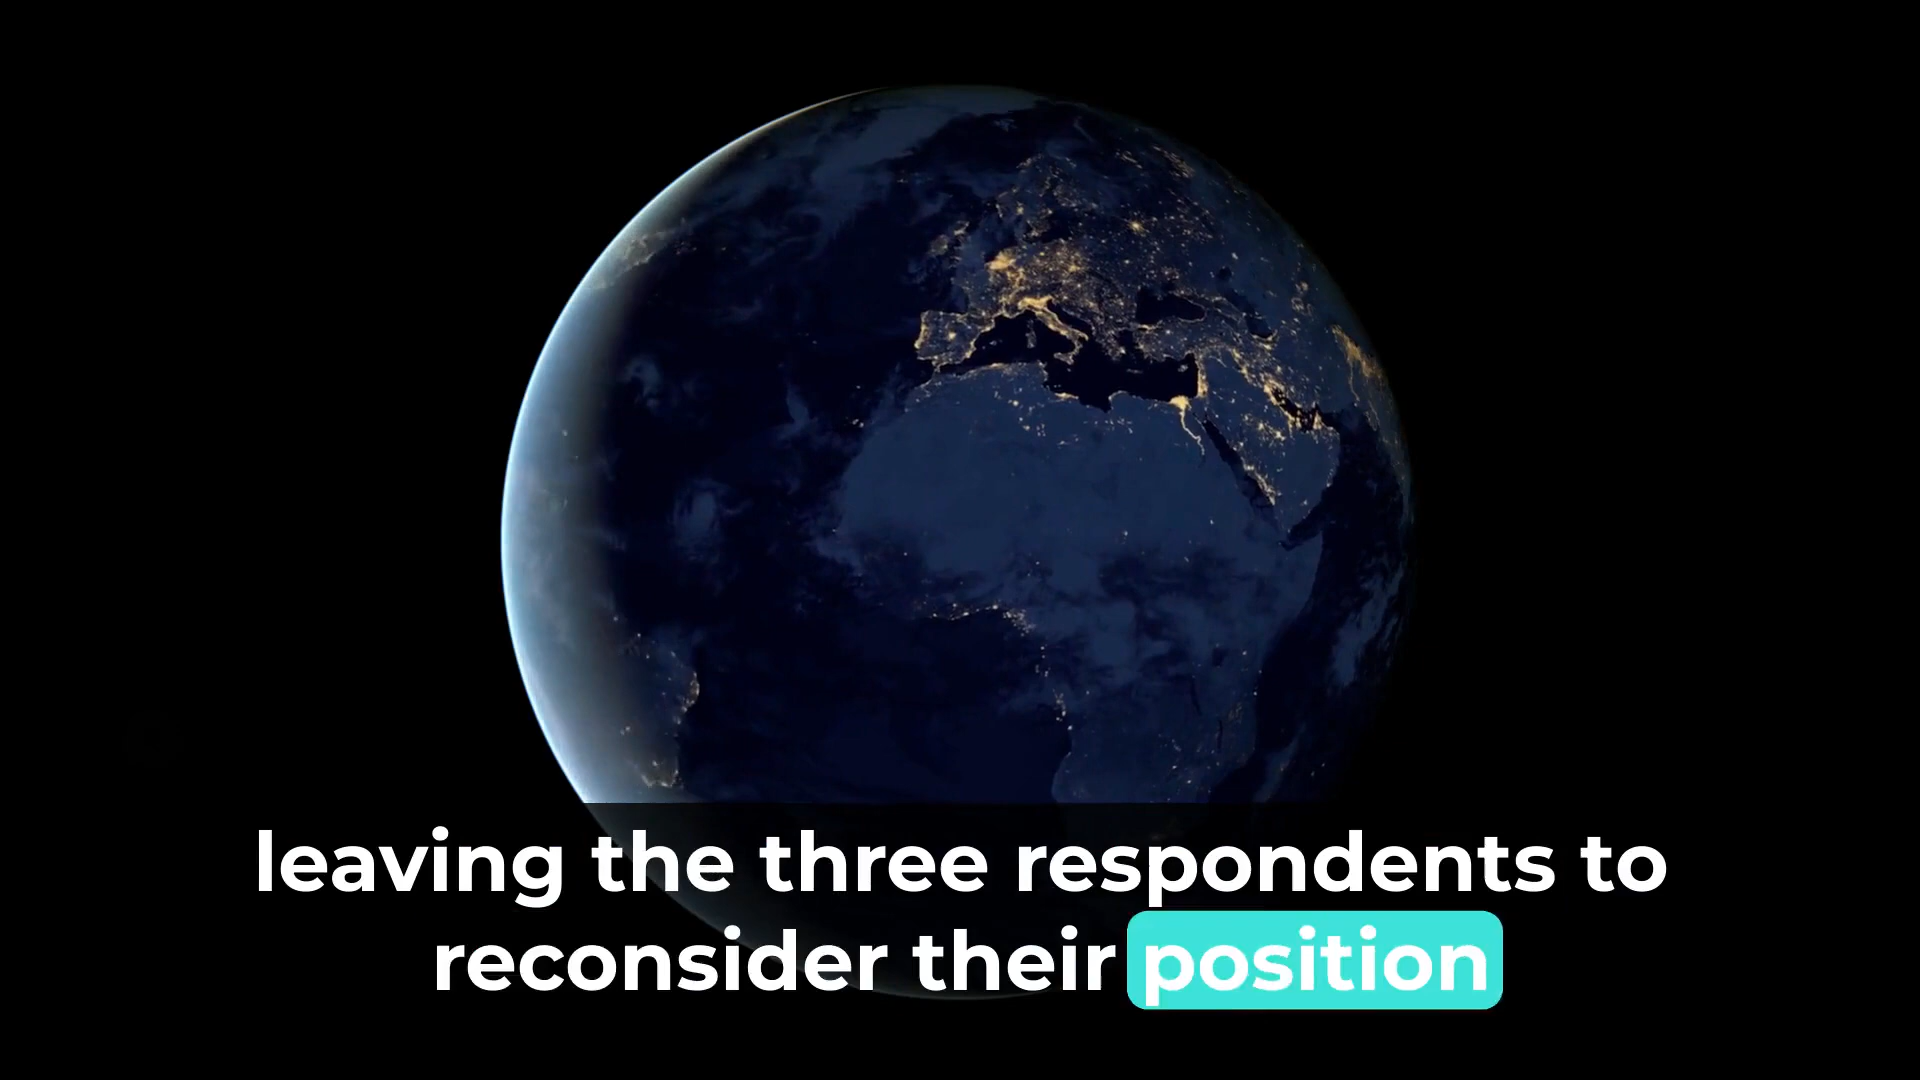 leaving the three respondents to
reconsider their position